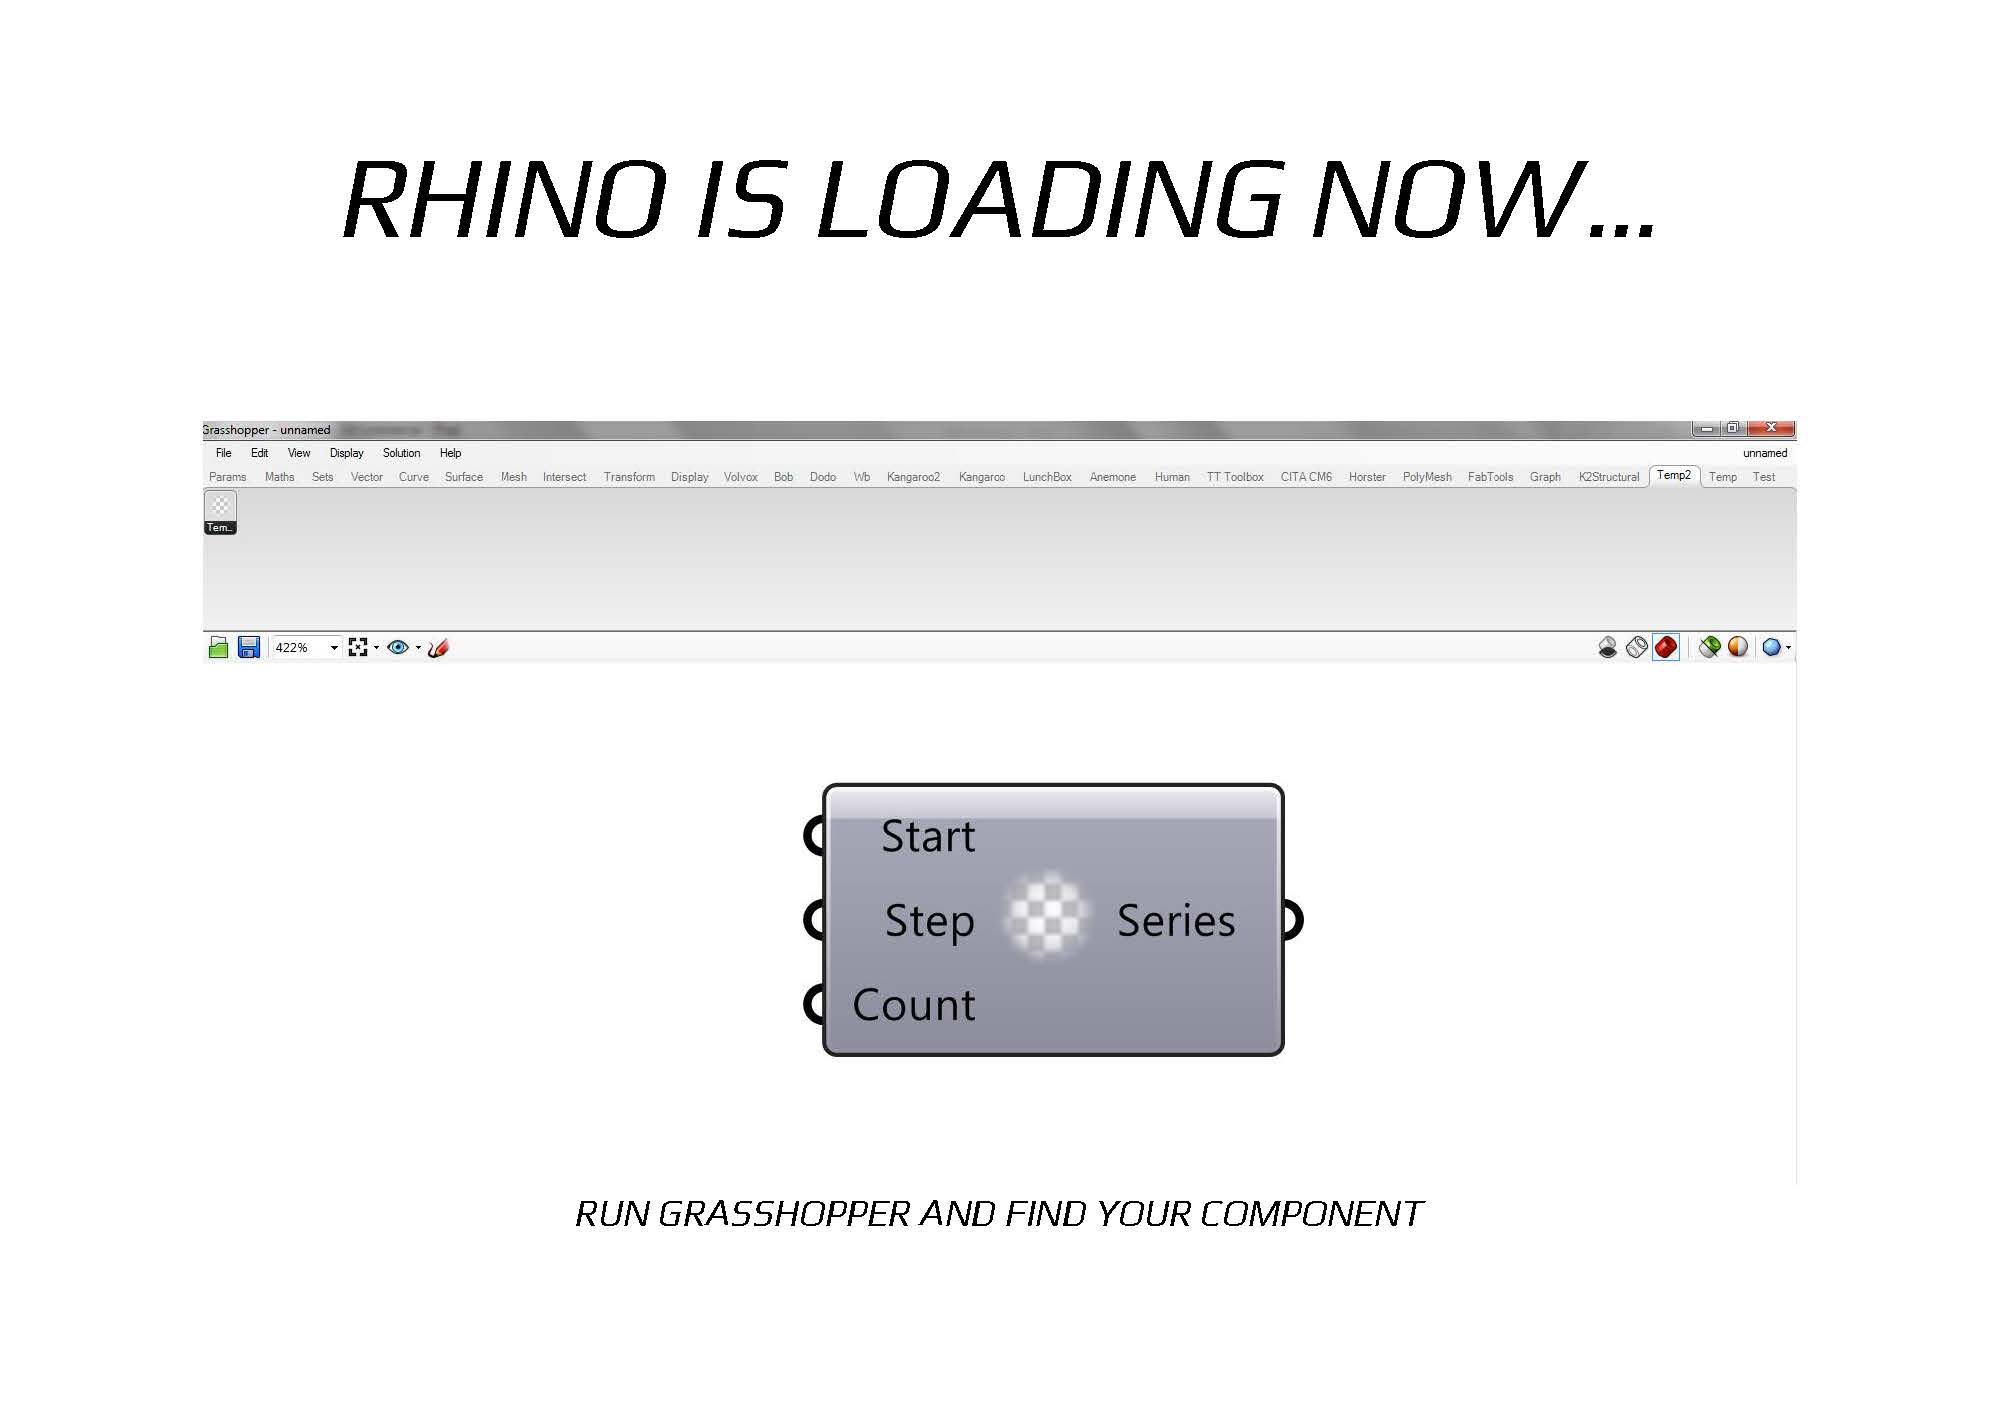 RHINO IS LOADING NOW...
Grasshopper - unnamed
File Edit View Display Solution Help unnamed
Params Maths Sets Vector Curve Surface Mesh Intersect Transform Display Volvox Bob Dodo Wb Kangaroo2 Kangaroo LunchBox Anemone Human TT Toolbox CITA CM6 Horster PolyMesh FabTools Graph K2Structural Temp2 Temp Test
Tem...
422%
Start
Step Series
Count
RUN GRASSHOPPER AND FIND YOUR COMPONENT